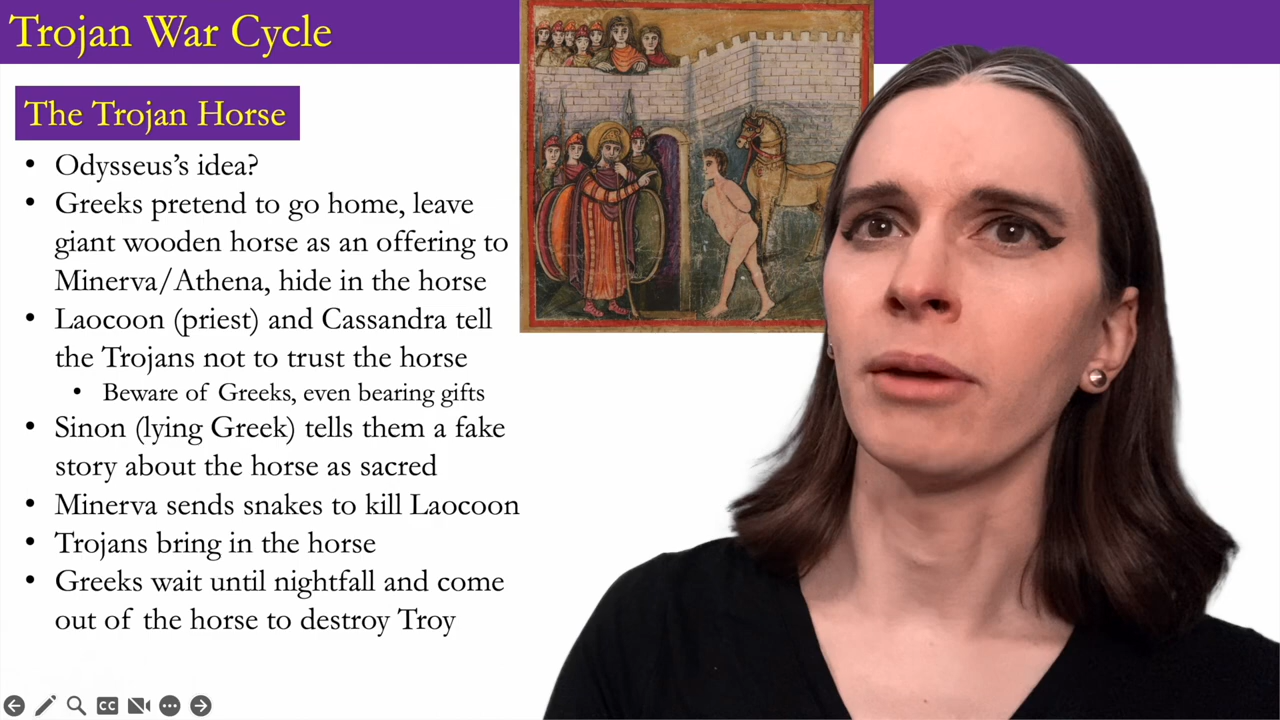 Trojan War Cycle
The Trojan Horse
• Odysseus's idea?
• Greeks pretend to go home, leave
giant wooden horse as an offering to
Minerva/Athena, hide in the horse
• Laocoon (priest) and Cassandra tell
the Trojans not to trust the horse
• Beware of Greeks, even bearing gifts
• Sinon (lying Greek) tells them a fake
story about the horse as sacred
• Minerva sends snakes to kill Laocoon
• Trojans bring in the horse
• Greeks wait until nightfall and come
out of the horse to destroy Troy
CC